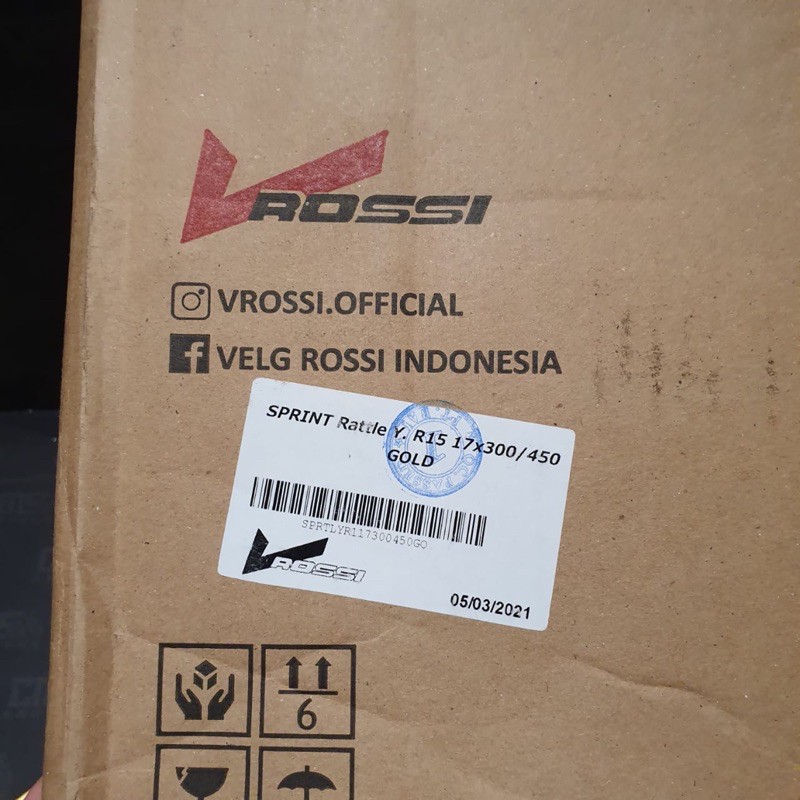 VROSSI
VROSSI.OFFICIAL
VELG ROSSI INDONESIA
SPRINT Rattle Y. R15 17x300/450
GOLD
SPRTLYR117300450GO
VROSSI
05/03/2021
6